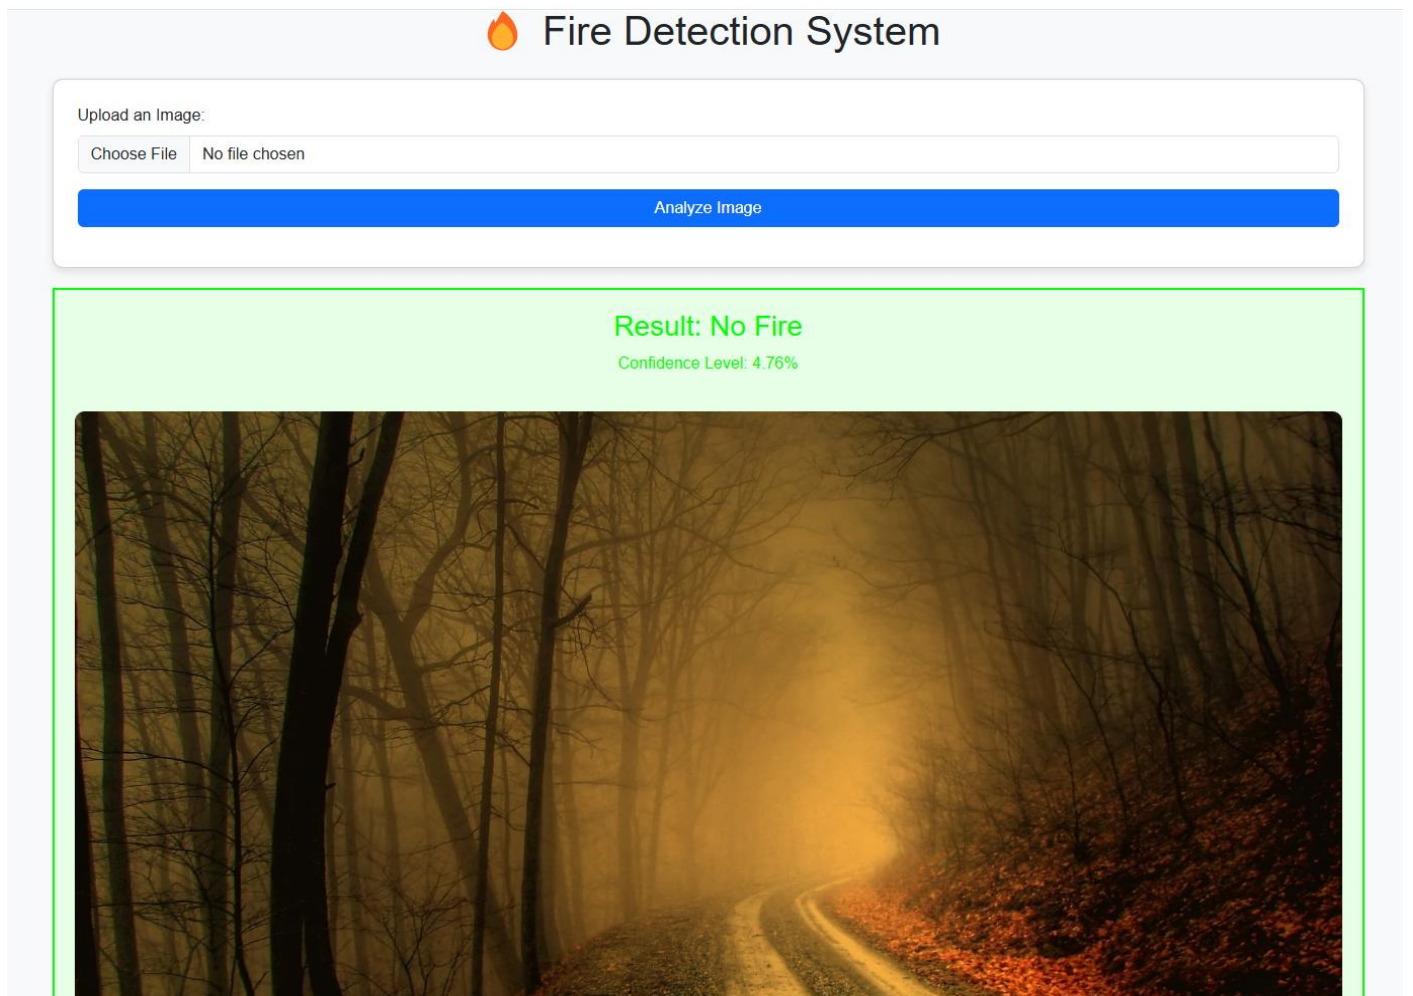 Fire Detection System
Upload an Image:
Choose File No file chosen
Analyze Image
Result: No Fire
Confidence Level: 4.76%